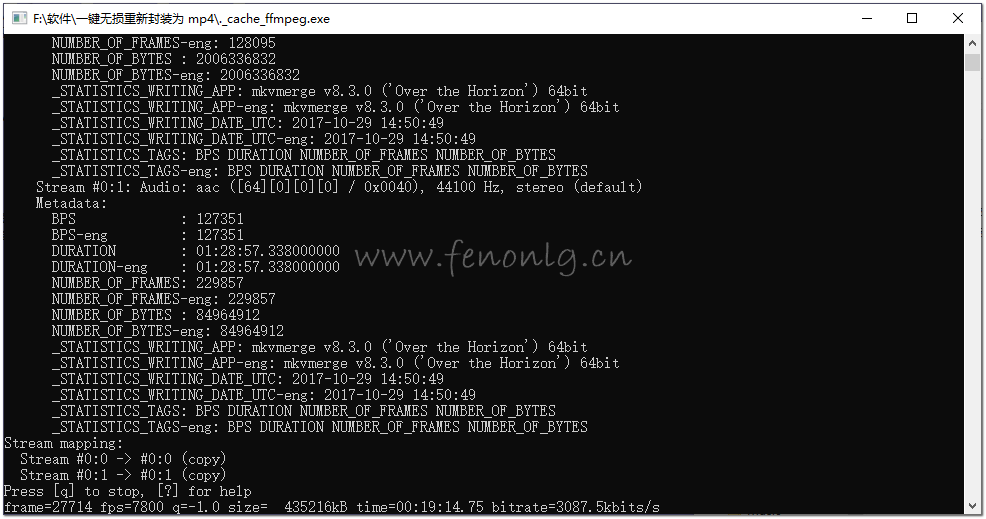 F:\软件\一键无损重新封装为 mp4\._cache_ffmpeg.exe
NUMBER_OF_FRAMES-eng: 128095
NUMBER_OF_BYTES : 2006336832
NUMBER_OF_BYTES-eng: 2006336832
_STATISTICS_WRITING_APP: mkvmerge v8.3.0 ('Over the Horizon') 64bit
_STATISTICS_WRITING_APP-eng: mkvmerge v8.3.0 ('Over the Horizon') 64bit
_STATISTICS_WRITING_DATE_UTC: 2017-10-29 14:50:49
_STATISTICS_WRITING_DATE_UTC-eng: 2017-10-29 14:50:49
_STATISTICS_TAGS: BPS DURATION NUMBER_OF_FRAMES NUMBER_OF_BYTES
_STATISTICS_TAGS-eng: BPS DURATION NUMBER_OF_FRAMES NUMBER_OF_BYTES
Stream #0:1: Audio: aac ([64][0][0][0] / 0x0040), 44100 Hz, stereo (default)
Metadata:
BPS : 127351
BPS-eng : 127351
DURATION : 01:28:57.338000000
DURATION-eng : 01:28:57.338000000
www.fenonlg.cn
NUMBER_OF_FRAMES: 229857
NUMBER_OF_FRAMES-eng: 229857
NUMBER_OF_BYTES : 84964912
NUMBER_OF_BYTES-eng: 84964912
_STATISTICS_WRITING_APP: mkvmerge v8.3.0 ('Over the Horizon') 64bit
_STATISTICS_WRITING_APP-eng: mkvmerge v8.3.0 ('Over the Horizon') 64bit
_STATISTICS_WRITING_DATE_UTC: 2017-10-29 14:50:49
_STATISTICS_WRITING_DATE_UTC-eng: 2017-10-29 14:50:49
_STATISTICS_TAGS: BPS DURATION NUMBER_OF_FRAMES NUMBER_OF_BYTES
_STATISTICS_TAGS-eng: BPS DURATION NUMBER_OF_FRAMES NUMBER_OF_BYTES
Stream mapping:
Stream #0:0 -> #0:0 (copy)
Stream #0:1 -> #0:1 (copy)
Press [q] to stop, [?] for help
frame=27714 fps=7800 q=-1.0 size=  435216kB time=00:19:14.75 bitrate=3087.5kbits/s